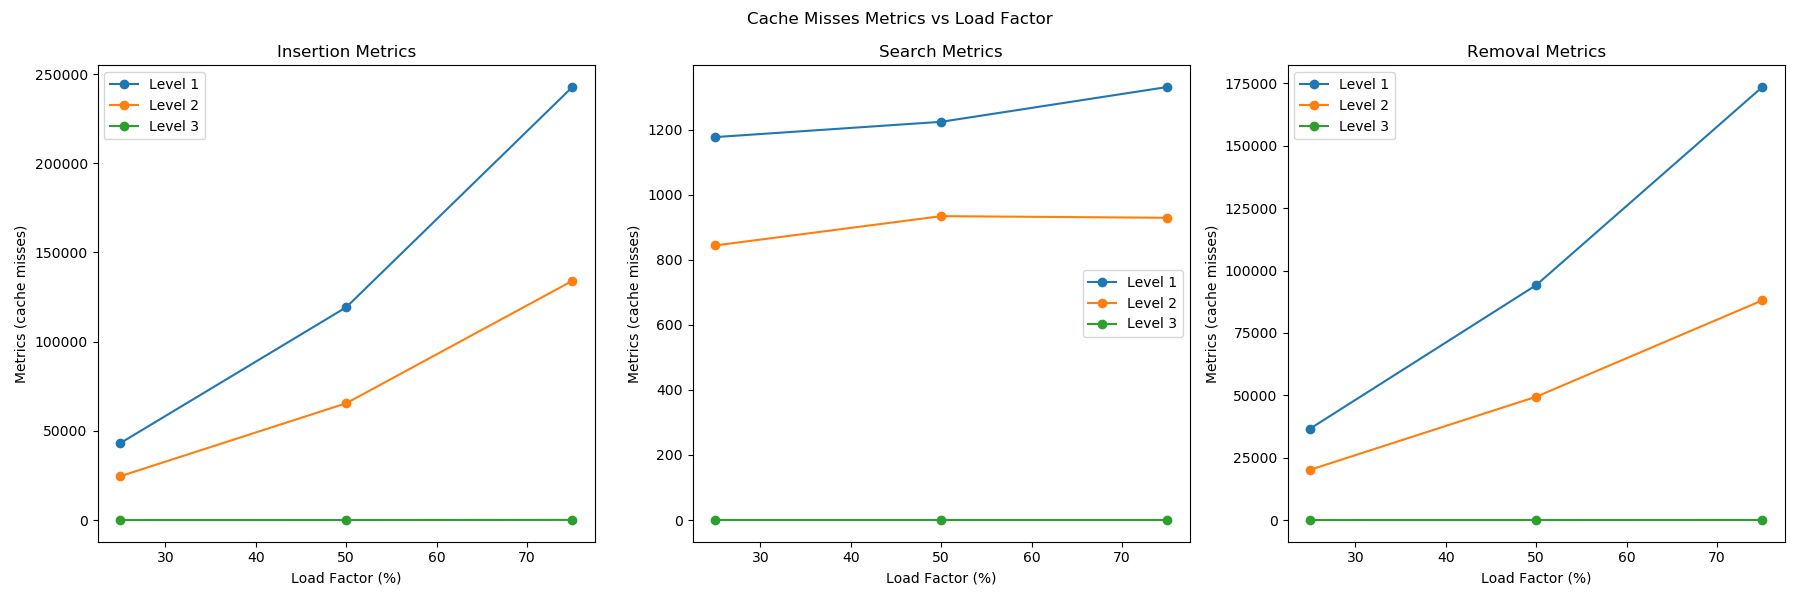 Cache Misses Metrics vs Load Factor
Insertion Metrics
Metrics (cache misses)
250000
200000
150000
100000
50000
0
Level 1
Level 2
Level 3
30
40
50
60
70
Load Factor (%)
Search Metrics
Metrics (cache misses)
1200
1000
800
600
400
200
0
Level 1
Level 2
Level 3
30
40
50
60
70
Load Factor (%)
Removal Metrics
Metrics (cache misses)
175000
150000
125000
100000
75000
50000
25000
0
Level 1
Level 2
Level 3
30
40
50
60
70
Load Factor (%)